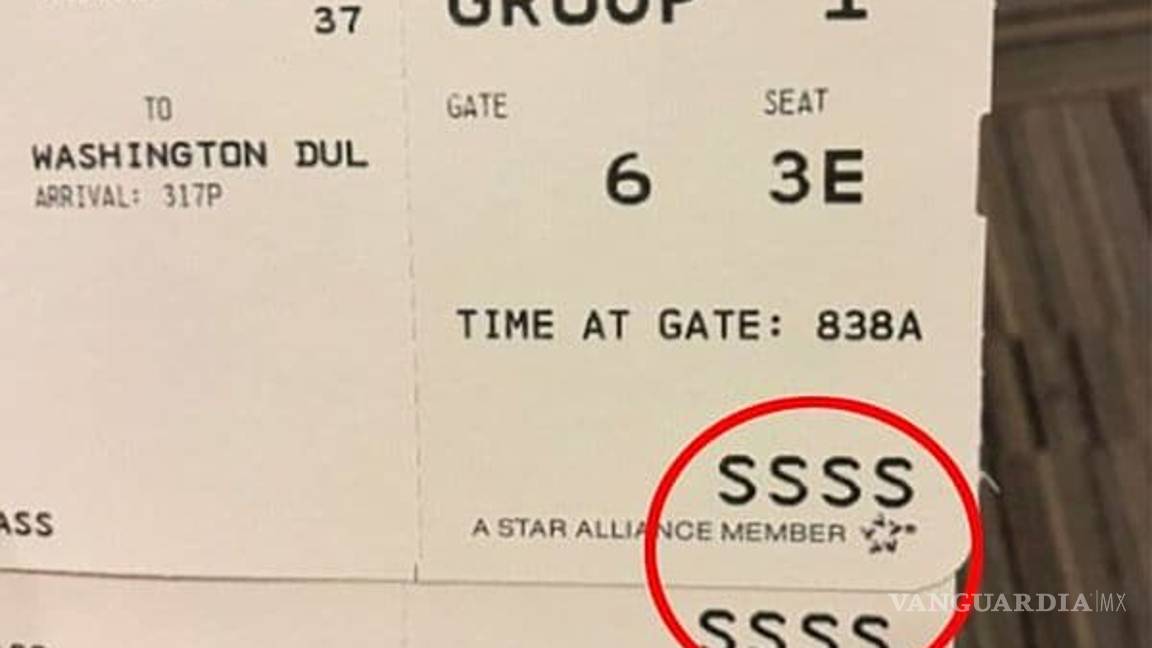 37
GROUP 1
TO
WASHINGTON DUL
ARRIVAL: 317P
GATE SEAT
6 3E
TIME AT GATE: 838A
SSSS
A STAR ALLIANCE MEMBER
ASS
VANGUARDIA|MX
SSSS